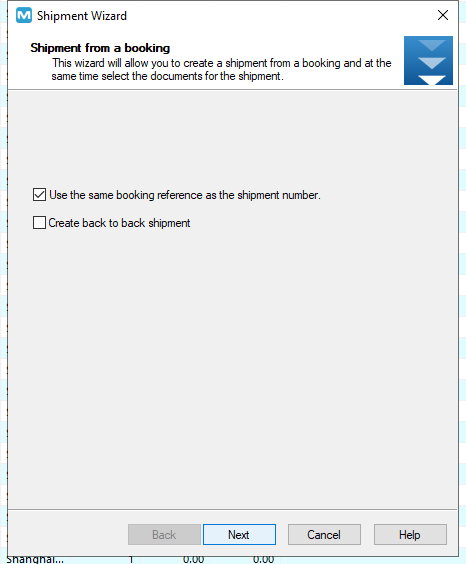 Shipment Wizard
Shipment from a booking
This wizard will allow you to create a shipment from a booking and at the
same time select the documents for the shipment.
Use the same booking reference as the shipment number.
Create back to back shipment
Back Next Cancel Help
Shanghai... 1 0.00 0.00